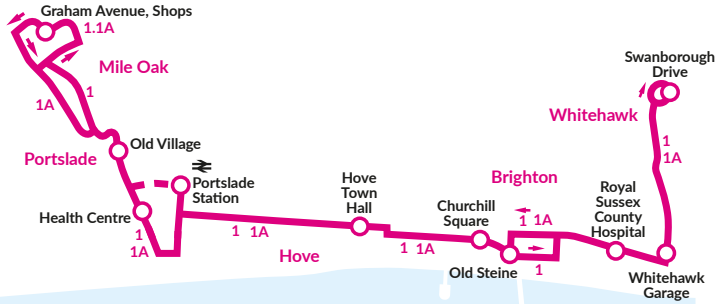 Graham Avenue, Shops
1.1A
Mile Oak
1
1A
Old Village
Portslade
Portslade
Station
Health Centre
1
1A
1 1A
Hove
Hove
Town
Hall
1 1A
Churchill
Square
Old Steine
Brighton
1 1A
1
Royal
Sussex
County
Hospital
Whitehawk
Garage
1
1A
Whitehawk
Swanborough
Drive